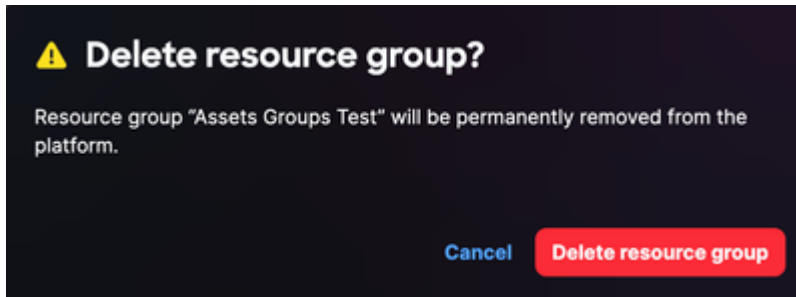 Delete resource group?
Resource group “Assets Groups Test” will be permanently removed from the
platform.
Cancel
Delete resource group